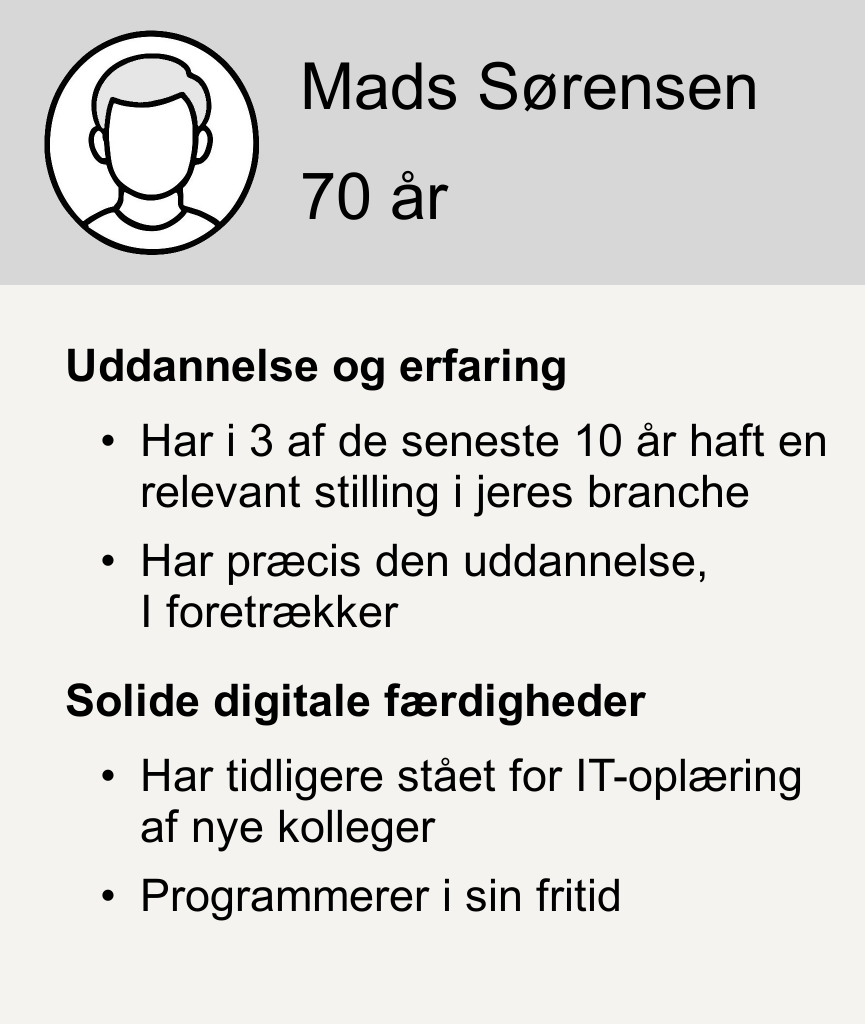 Mads Sørensen
70 år
Uddannelse og erfaring
• Har i 3 af de seneste 10 år haft en
relevant stilling i jeres branche
• Har præcis den uddannelse,
I foretrækker
Solide digitale færdigheder
• Har tidligere stået for IT-oplæring
af nye kolleger
• Programmerer i sin fritid